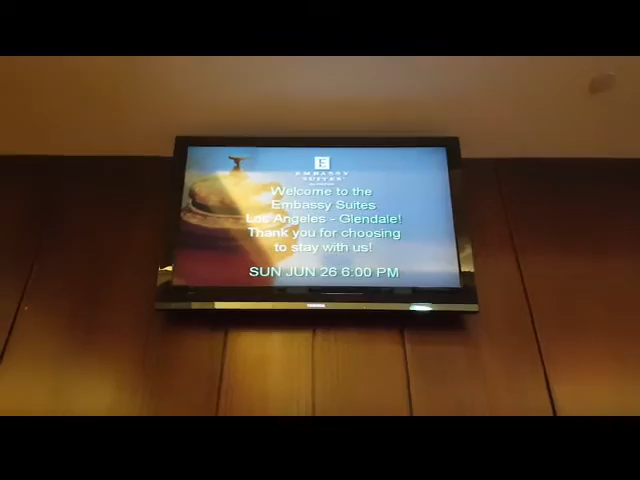 E
EMBASSY
SUITES
Welcome to the
Embassy Suites
Los Angeles - Glendale!
Thank you for choosing
to stay with us!
SUN JUN 26 6:00 PM
TOSHIBA